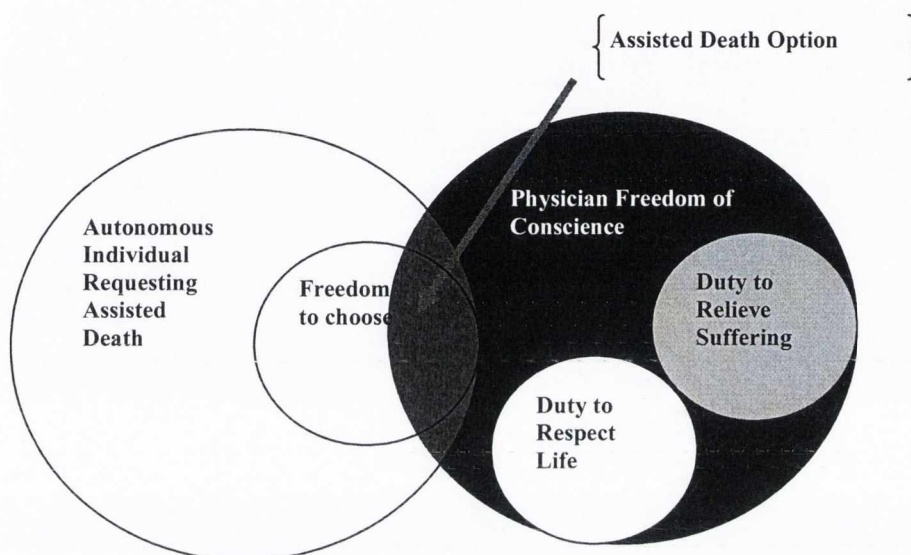 Assisted Death Option
Physician Freedom of
Conscience
Autonomous
Individual
Requesting
Assisted
Death
Freedom
to choose
Duty to
Relieve
Suffering
Duty to
Respect
Life